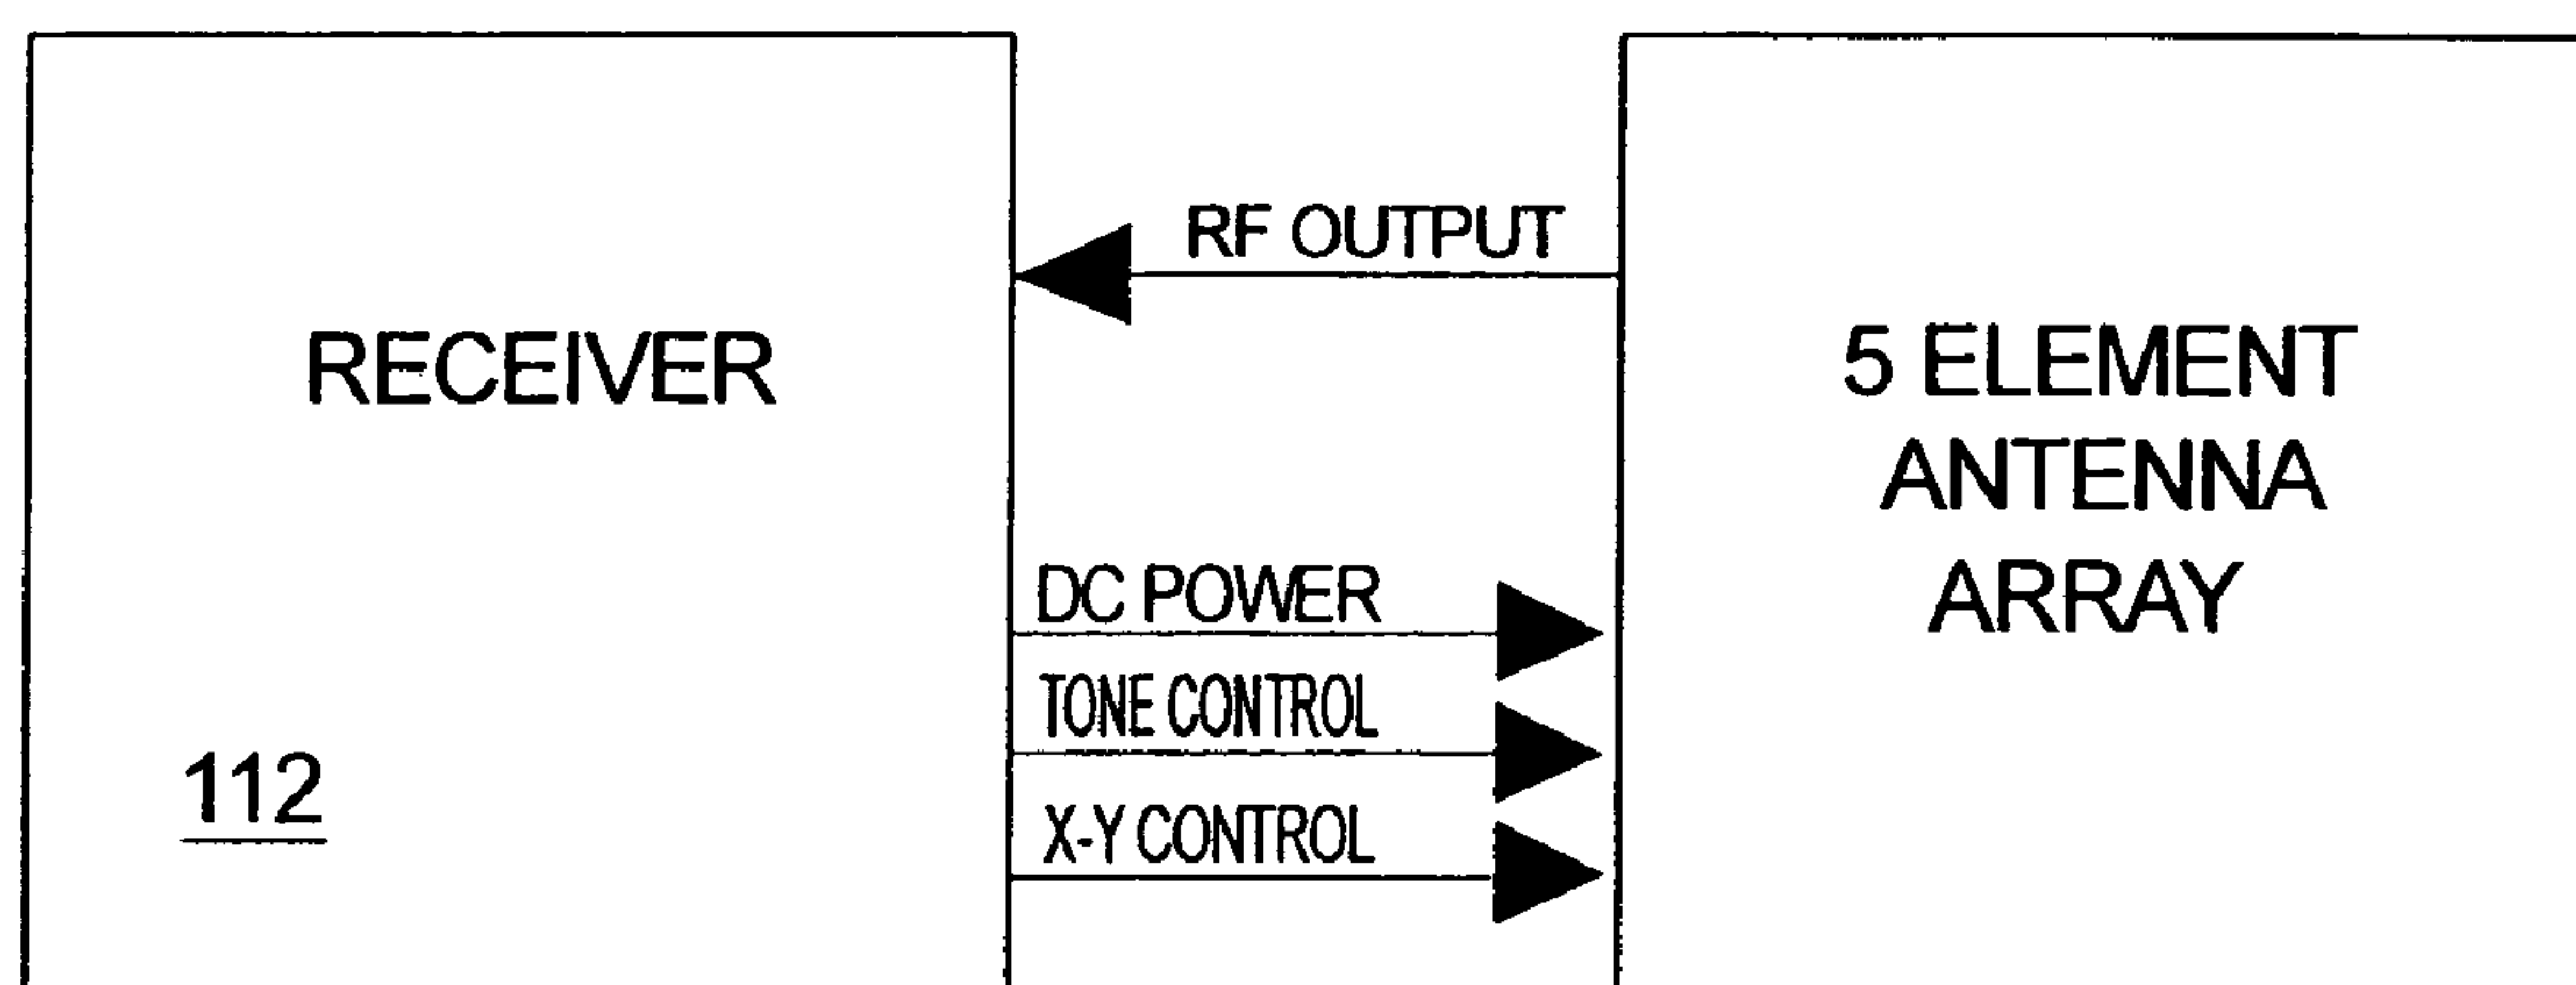 RF OUTPUT
RECEIVER
5 ELEMENT
ANTENNA
ARRAY
DC POWER
TONE CONTROL
X-Y CONTROL
112